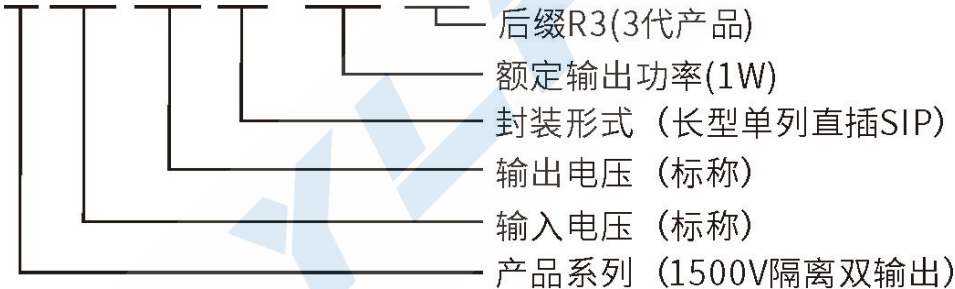 后缀R3(3代产品)
额定输出功率(1W)
封装形式（长型单列直插SIP）
输出电压（标称）
输入电压（标称）
产品系列（1500V隔离双输出）